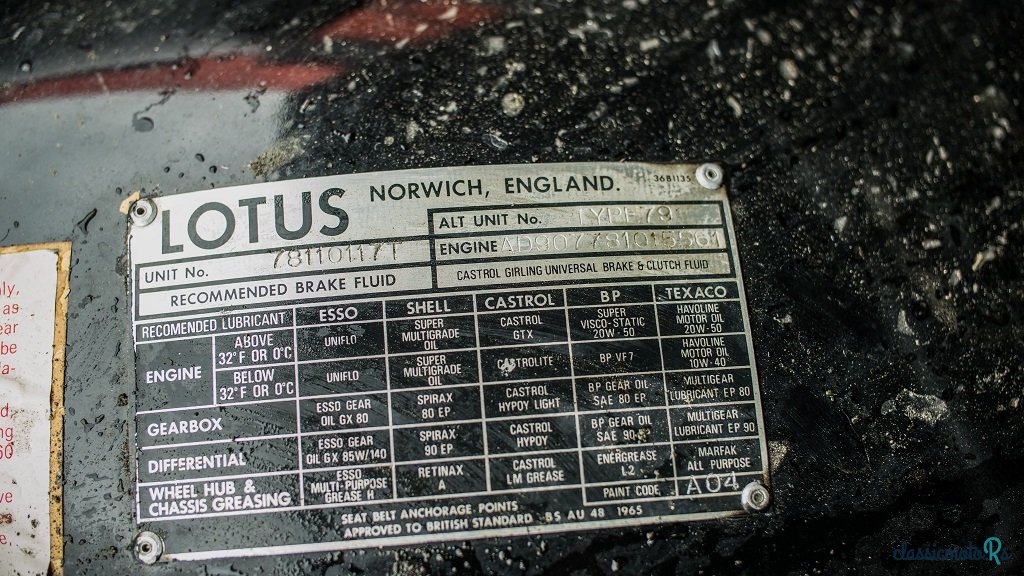 LOTUS NORWICH, ENGLAND. 36B1135
ALT UNIT No. TYPE 79
UNIT No. 781101171T ENGINE AD907781015561
RECOMMENDED BRAKE FLUID CASTROL GIRLING UNIVERSAL BRAKE & CLUTCH FLUID
RECOMENDED LUBRICANT ESSO SHELL CASTROL BP TEXACO
ENGINE
ABOVE 32°F OR 0°C UNIFLO SUPER MULTIGRADE OIL CASTROL GTX SUPER VISCO-STATIC 20W-50 HAVOLINE MOTOR OIL 20W-50
BELOW 32°F OR 0°C UNIFLO SUPER MULTIGRADE OIL CASTROLITE BP VF7 HAVOLINE MOTOR OIL 10W-40
GEARBOX ESSO GEAR OIL GX 80 SPIRAX 80 EP CASTROL HYPOY LIGHT BP GEAR OIL SAE 80 EP MULTIGEAR LUBRICANT EP 80
DIFFERENTIAL ESSO GEAR OIL GX 85W/140 SPIRAX 90 EP CASTROL HYPOY BP GEAR OIL SAE 90 EP MULTIGEAR LUBRICANT EP 90
WHEEL HUB & CHASSIS GREASING ESSO MULTI-PURPOSE GREASE H RETINAX A CASTROL LM GREASE ENERGREASE L2 MARFAK ALL PURPOSE
PAINT CODE A04
SEAT BELT ANCHORAGE POINTS
APPROVED TO BRITISH STANDARD BS AU 48 1965
classicmotoRs